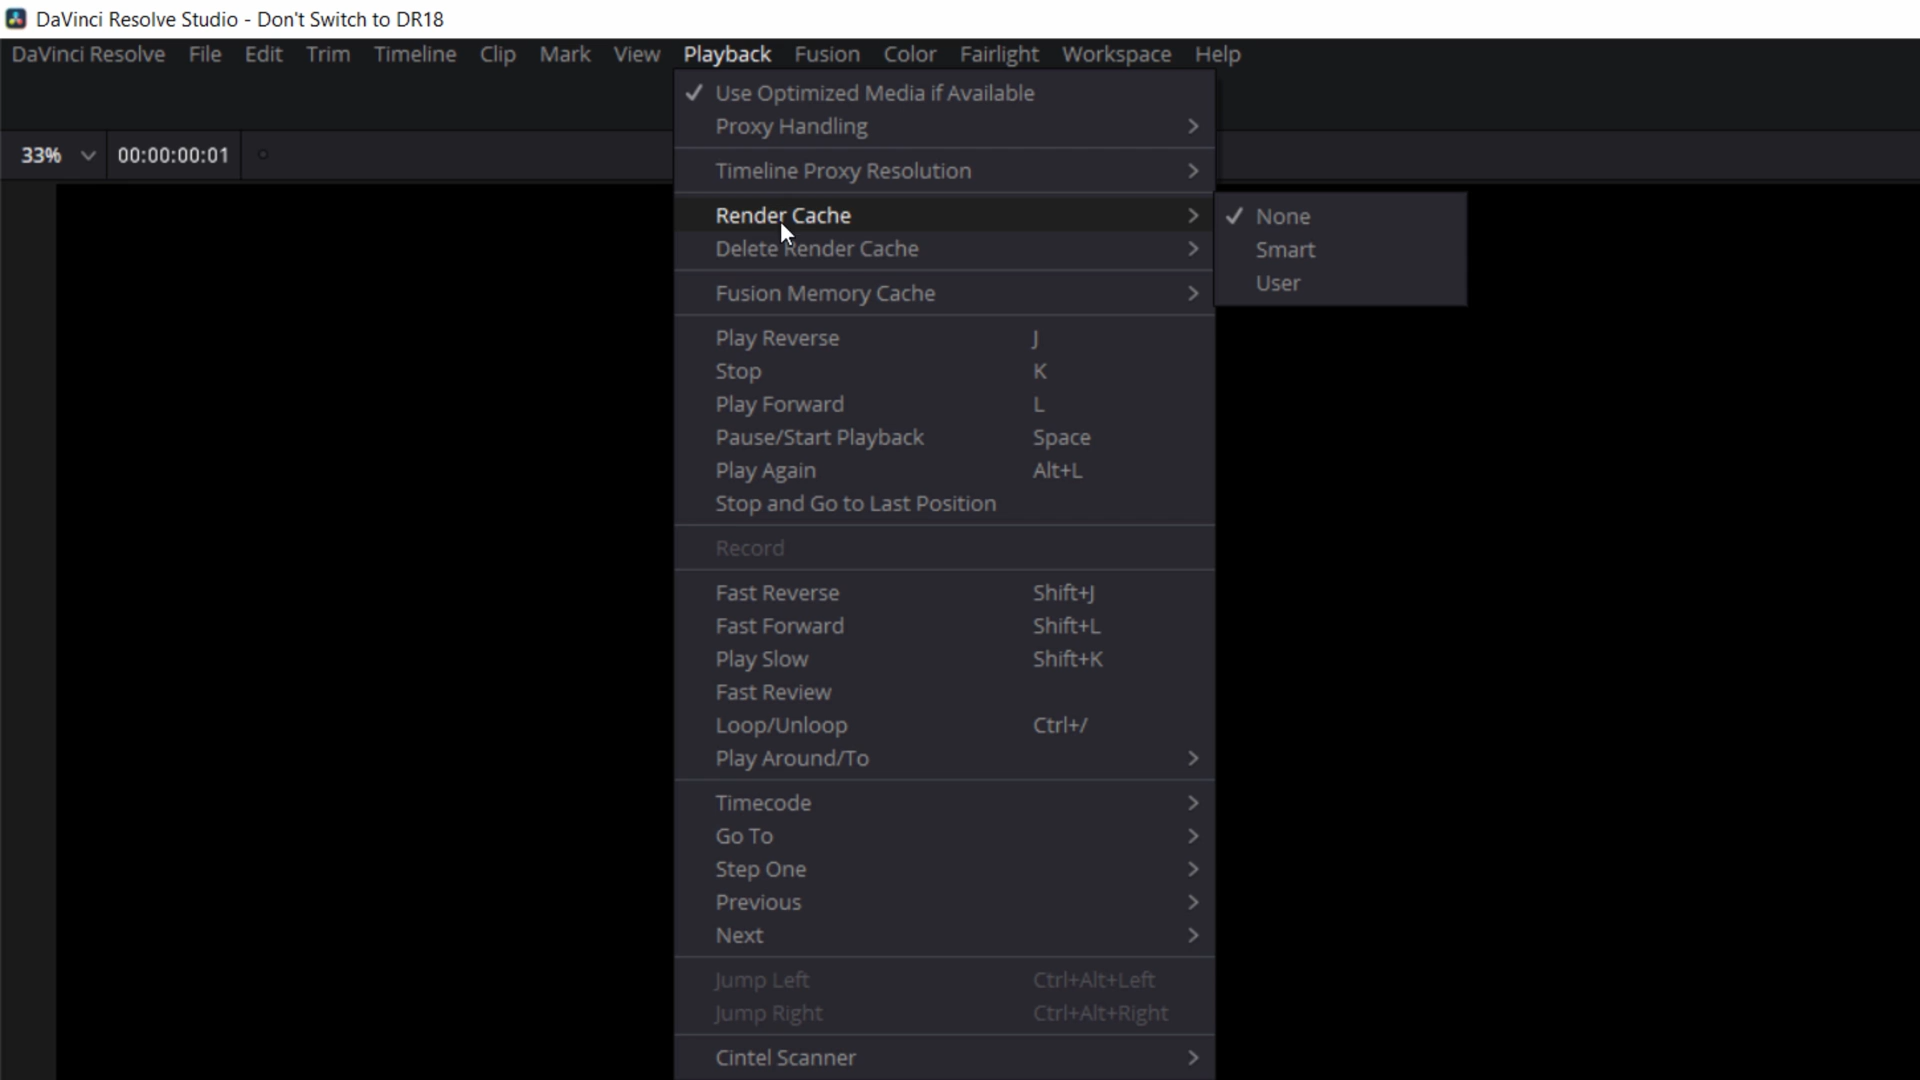 DaVinci Resolve Studio - Don't Switch to DR18
DaVinci Resolve File Edit Trim Timeline Clip Mark View Playback Fusion Color Fairlight Workspace Help
Use Optimized Media if Available
Proxy Handling
33% 00:00:00:01
Timeline Proxy Resolution
Render Cache
None
Delete Render Cache
Smart
User
Fusion Memory Cache
Play Reverse J
Stop K
Play Forward L
Pause/Start Playback Space
Play Again Alt+L
Stop and Go to Last Position
Record
Fast Reverse Shift+J
Fast Forward Shift+L
Play Slow Shift+K
Fast Review
Loop/Unloop Ctrl+/
Play Around/To
Timecode
Go To
Step One
Previous
Next
Jump Left Ctrl+Alt+Left
Jump Right Ctrl+Alt+Right
Cintel Scanner